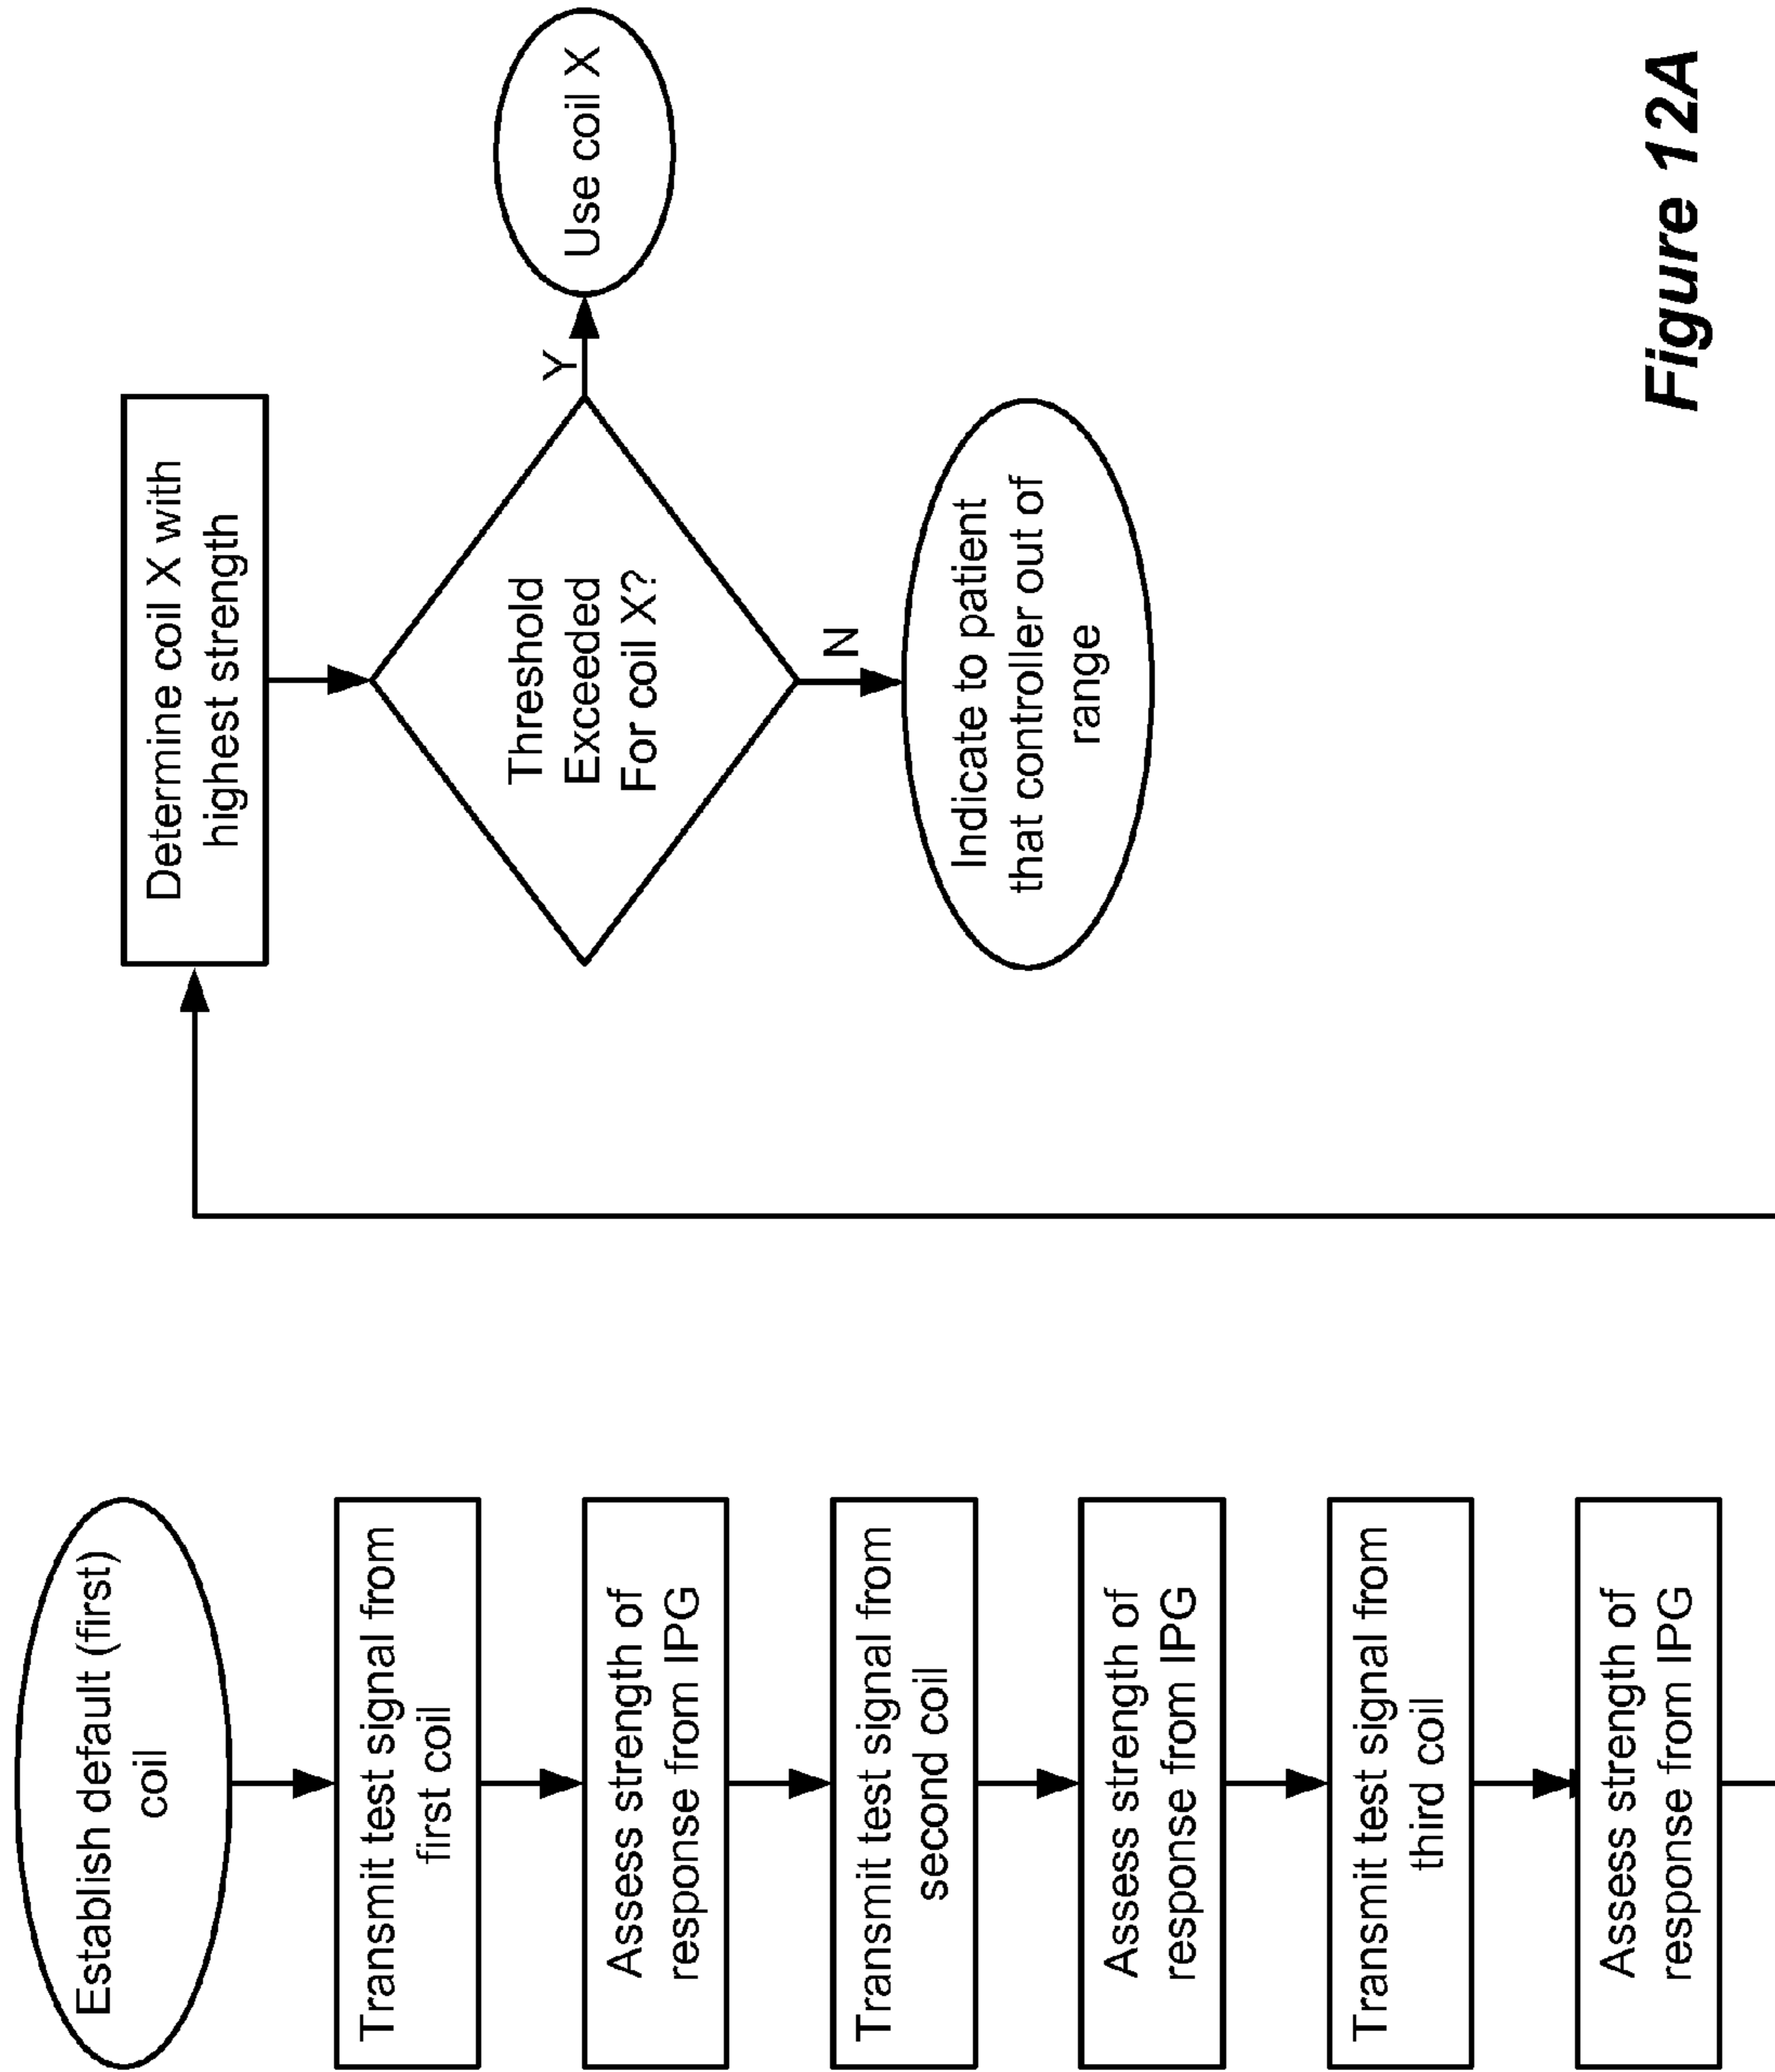 Establish default (first)
coil
Transmit test signal from
first coil
Assess strength of
response from IPG
Transmit test signal from
second coil
Assess strength of
response from IPG
Transmit test signal from
third coil
Assess strength of
response from IPG
Determine coil X with
highest strength
Threshold
Exceeded
For coil X?
Y
Use coil X
N
Indicate to patient
that controller out of
range
Figure 12A